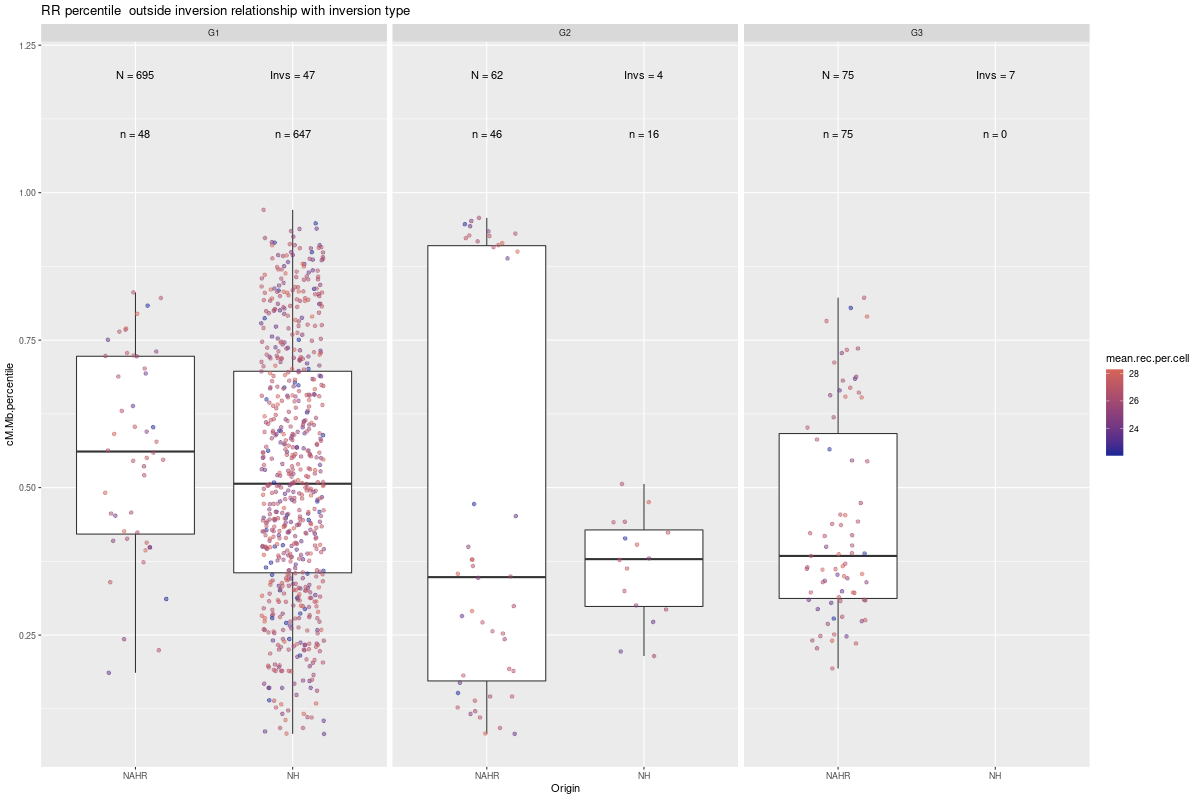 RR percentile  outside inversion relationship with inversion type
G1
G2
G3
N = 695
Invs = 47
N = 62
Invs = 4
N = 75
Invs = 7
n = 48
n = 647
n = 46
n = 16
n = 75
n = 0
1.25
1.00
0.75
0.50
0.25
cM.Mb.percentile
NAHR
NH
NAHR
NH
NAHR
NH
Origin
mean.rec.per.cell
28
26
24